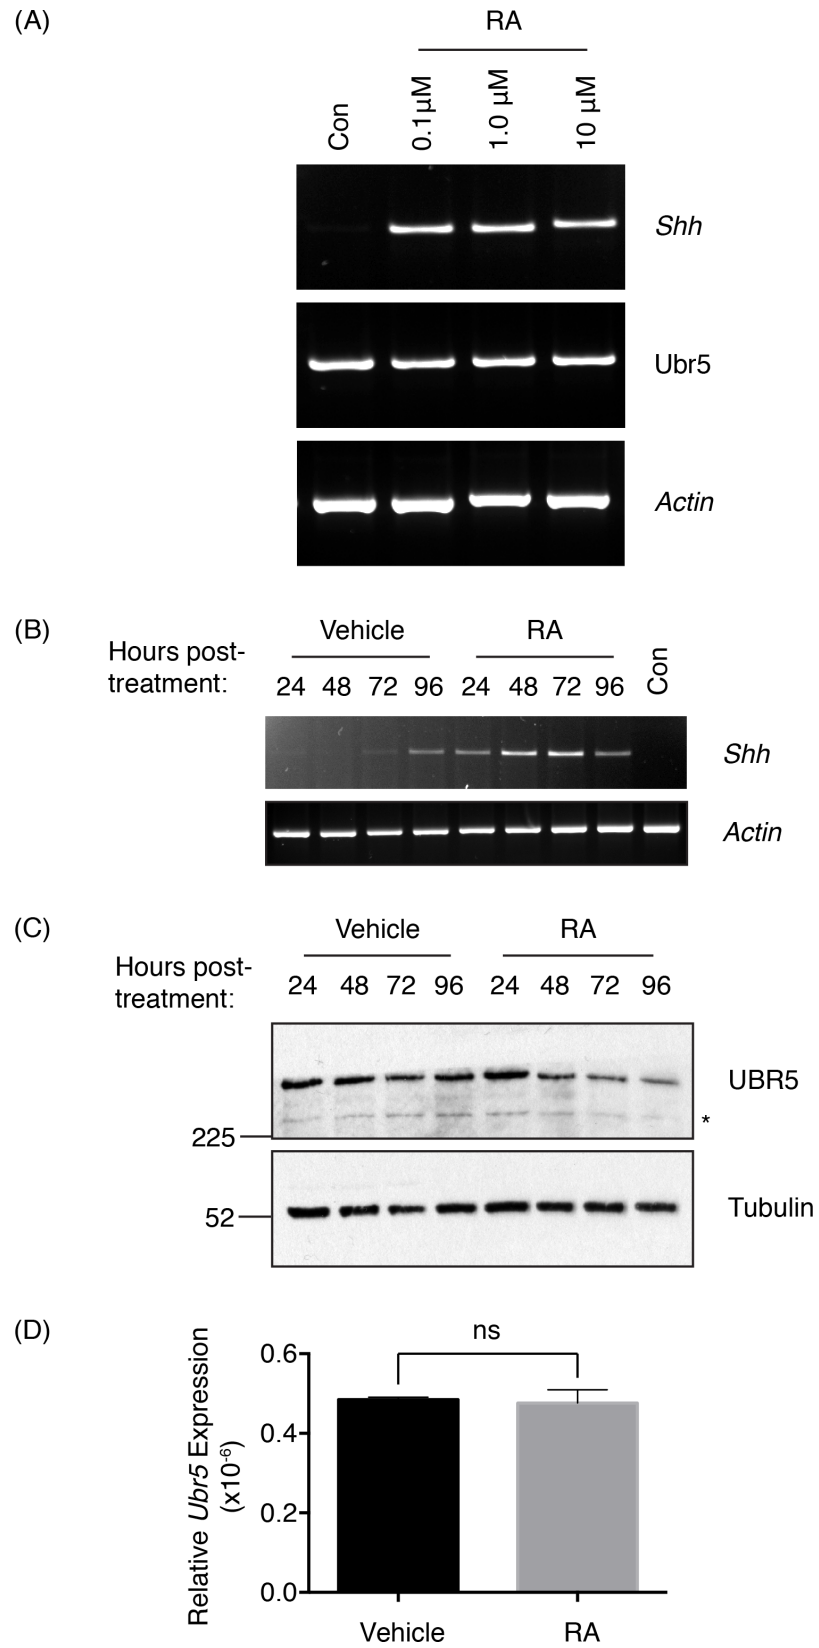 (A)
RA
Con
0.1µM
1.0 µM
10 µM
Shh
Ubr5
Actin
(B)
Vehicle RA
Hours post-
treatment:
24 48 72 96 24 48 72 96 Con
Shh
Actin
(C)
Vehicle RA
Hours post-
treatment:
24 48 72 96 24 48 72 96
UBR5
*
225
52
Tubulin
(D)
ns
Relative Ubr5 Expression
(x10-6)
0.6
0.4
0.2
0.0
Vehicle RA